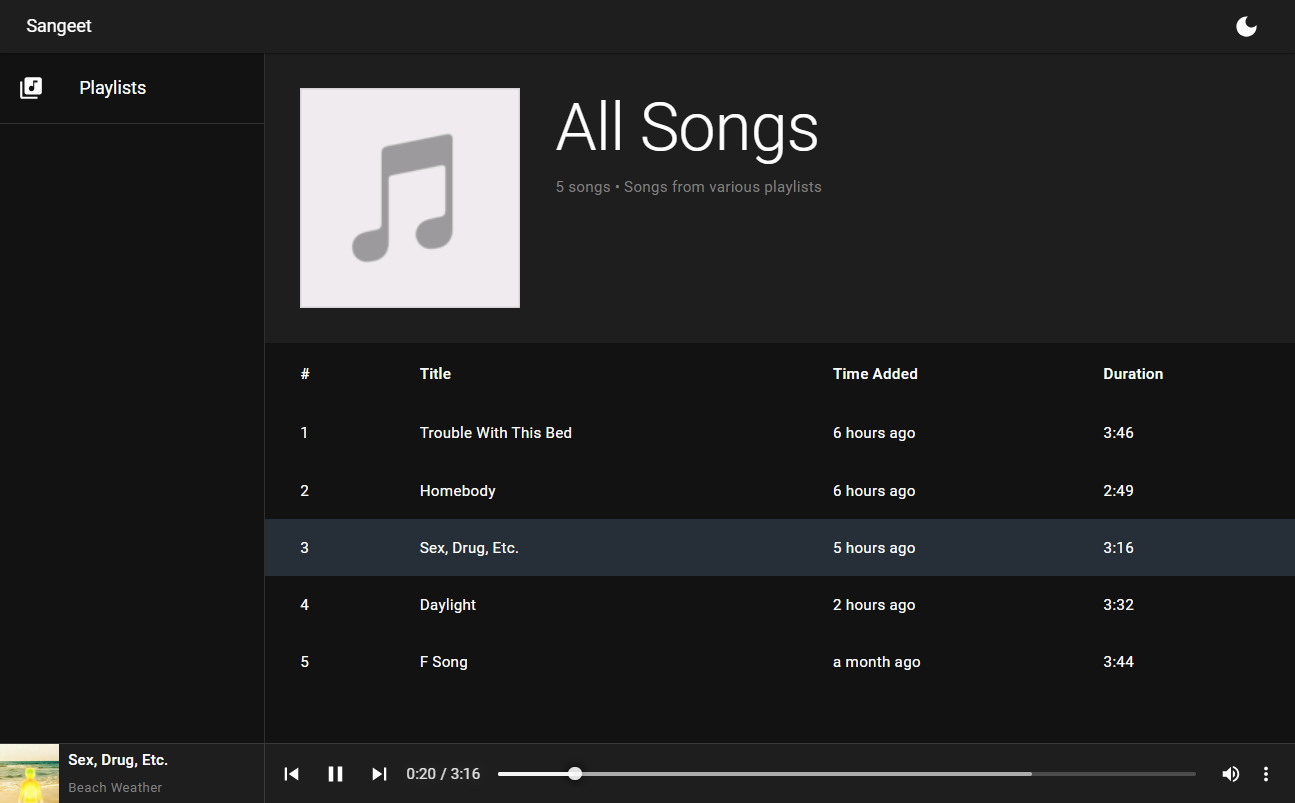 Sangeet
Playlists
All Songs
5 songs • Songs from various playlists
# Title Time Added Duration
1 Trouble With This Bed 6 hours ago 3:46
2 Homebody 6 hours ago 2:49
3 Sex, Drug, Etc. 5 hours ago 3:16
4 Daylight 2 hours ago 3:32
5 F Song a month ago 3:44
Sex, Drug, Etc.
Beach Weather
0:20 / 3:16